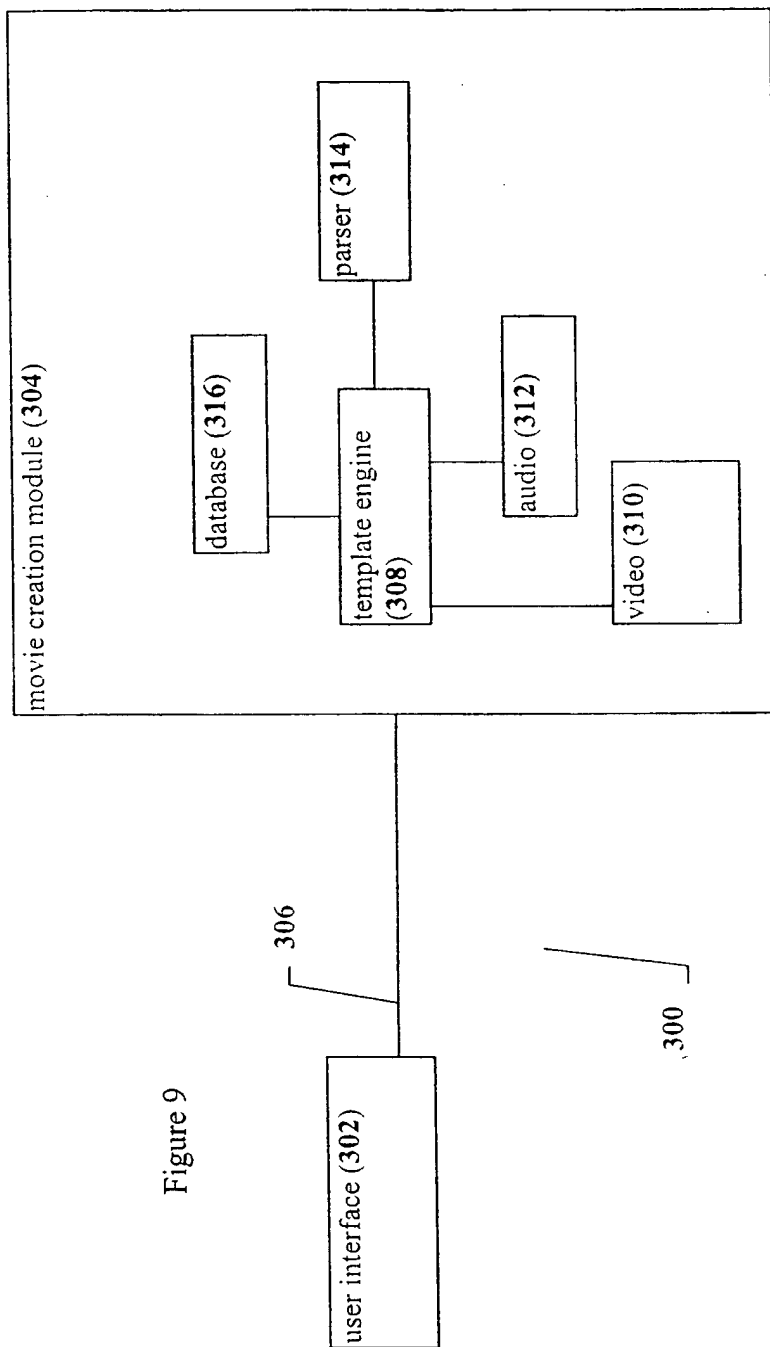 Figure 9
user interface (302)
306
300
movie creation module (304)
database (316)
template engine
(308)
parser (314)
audio (312)
video (310)